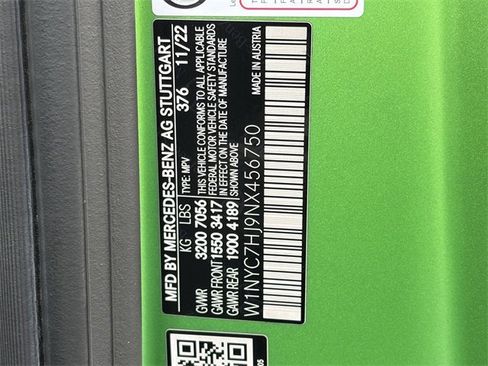 MFD BY MERCEDES-BENZ AG STUTTGART
KG LBS TYPE: MPV 376 11/22
GVWR 3200 7056 THIS VEHICLE CONFORMS TO ALL APPLICABLE
GAWR FRONT 1550 3417 FEDERAL MOTOR VEHICLE SAFETY STANDARDS
GAWR REAR 1900 4189 IN EFFECT ON THE DATE OF MANUFACTURE
SHOWN ABOVE
W1NYC7HJ9NX456750
MADE IN AUSTRIA